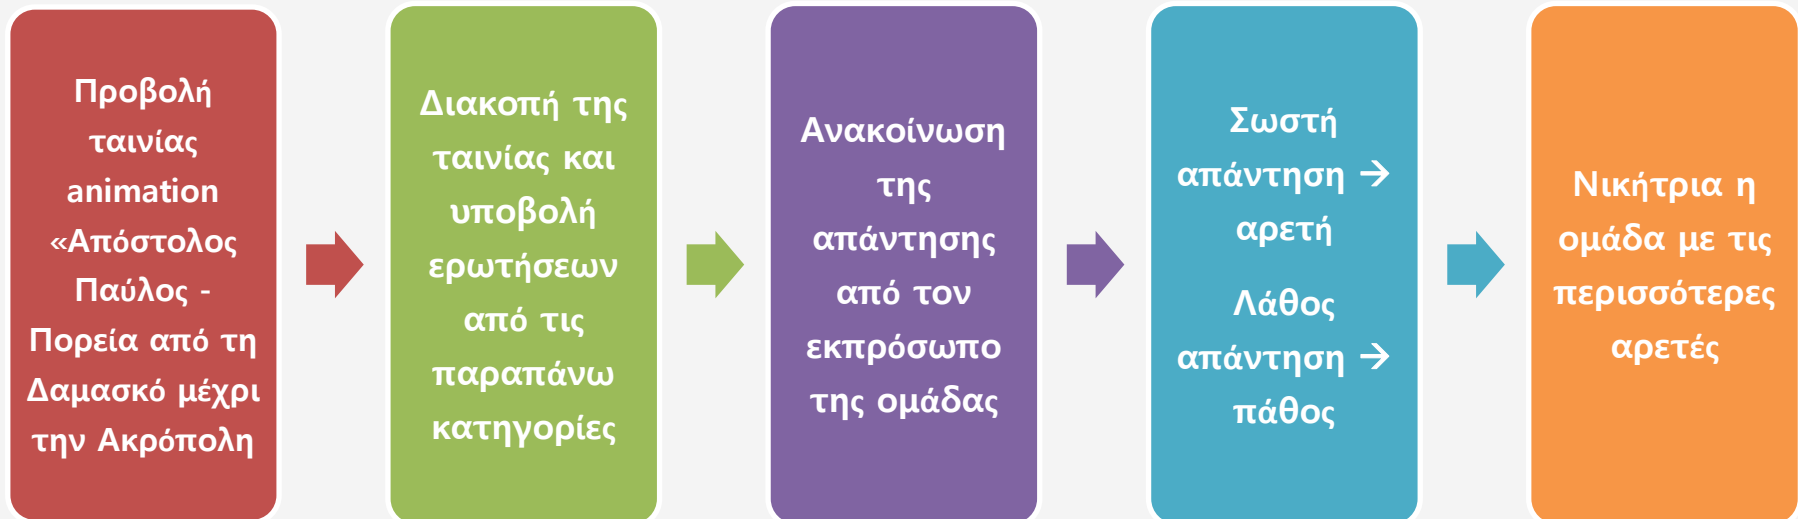 Προβολή
ταινίας
animation
«Απόστολος
Παύλος -
Πορεία από τη
Δαμασκό μέχρι
την Ακρόπολη
Διακοπή της
ταινίας και
υποβολή
ερωτήσεων
από τις
παραπάνω
κατηγορίες
Ανακοίνωση
της
απάντησης
από τον
εκπρόσωπο
της ομάδας
Σωστή
απάντηση →
αρετή
Λάθος
απάντηση →
πάθος
Νικήτρια η
ομάδα με τις
περισσότερες
αρετές